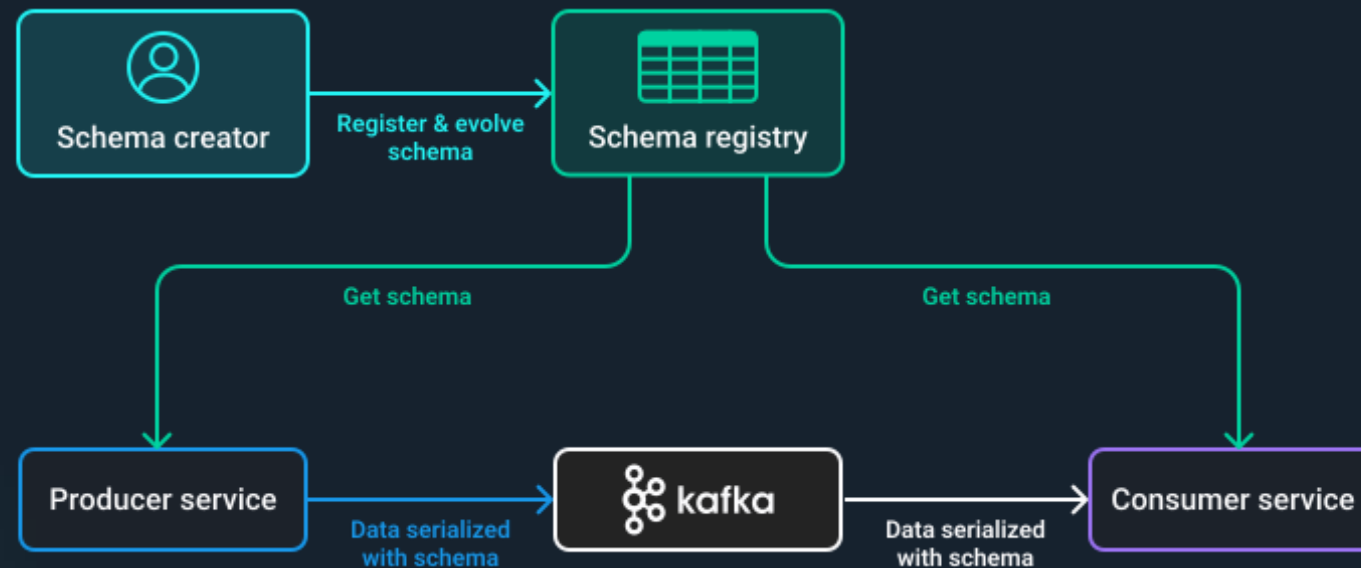 Schema creator
Register & evolve
schema
Schema registry
Get schema
Get schema
Producer service
Data serialized
with schema
kafka
Data serialized
with schema
Consumer service